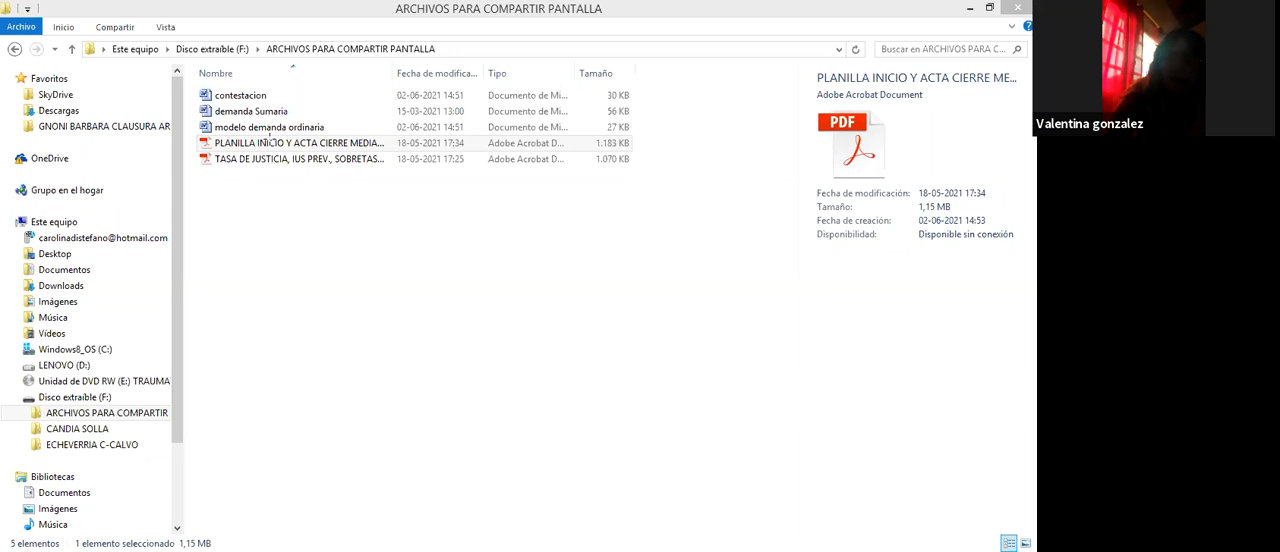 ARCHIVOS PARA COMPARTIR PANTALLA
Archivo Inicio Compartir Vista
Este equipo Disco extraíble (F:) ARCHIVOS PARA COMPARTIR PANTALLA
Buscar en ARCHIVOS PARA C...
Favoritos
SkyDrive
Descargas
GNONI BARBARA CLAUSURA AR
OneDrive
Grupo en el hogar
Este equipo
carolinadistefano@hotmail.com
Desktop
Documentos
Downloads
Imágenes
Música
Vídeos
Windows8_OS (C:)
LENOVO (D:)
Unidad de DVD RW (E:) TRAUMA
Disco extraíble (F:)
ARCHIVOS PARA COMPARTIR
CANDIA SOLLA
ECHEVERRIA C-CALVO
Bibliotecas
Documentos
Imágenes
Música
Nombre Fecha de modifica... Tipo Tamaño
contestacion 02-06-2021 14:51 Documento de Mi... 30 KB
demanda Sumaria 15-03-2021 13:00 Documento de Mi... 56 KB
modelo demanda ordinaria 02-06-2021 14:51 Documento de Mi... 27 KB
PLANILLA INICIO Y ACTA CIERRE MEDIA... 18-05-2021 17:34 Adobe Acrobat D... 1.183 KB
TASA DE JUSTICIA, IUS PREV., SOBRETAS... 18-05-2021 17:25 Adobe Acrobat D... 1.070 KB
PLANILLA INICIO Y ACTA CIERRE ME...
Adobe Acrobat Document
PDF
Fecha de modificación: 18-05-2021 17:34
Tamaño: 1,15 MB
Fecha de creación: 02-06-2021 14:53
Disponibilidad: Disponible sin conexión
5 elementos 1 elemento seleccionado 1,15 MB
Valentina gonzalez